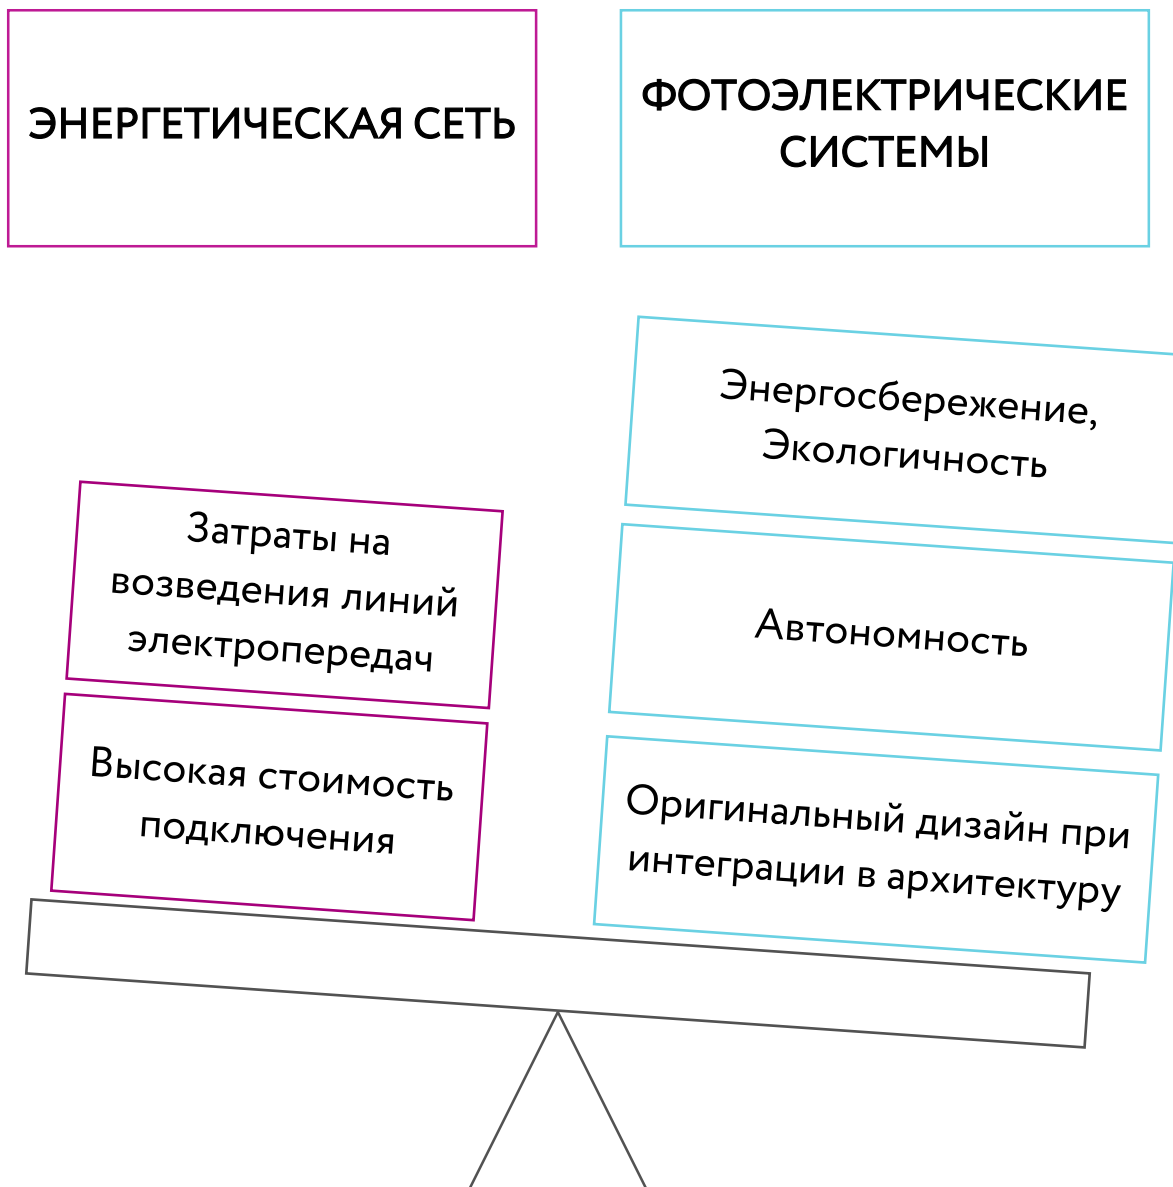 ЭНЕРГЕТИЧЕСКАЯ СЕТЬ
ФОТОЭЛЕКТРИЧЕСКИЕ
СИСТЕМЫ
Затраты на
возведения линий
электропередач
Высокая стоимость
подключения
Энергосбережение,
Экологичность
Автономность
Оригинальный дизайн при
интеграции в архитектуру